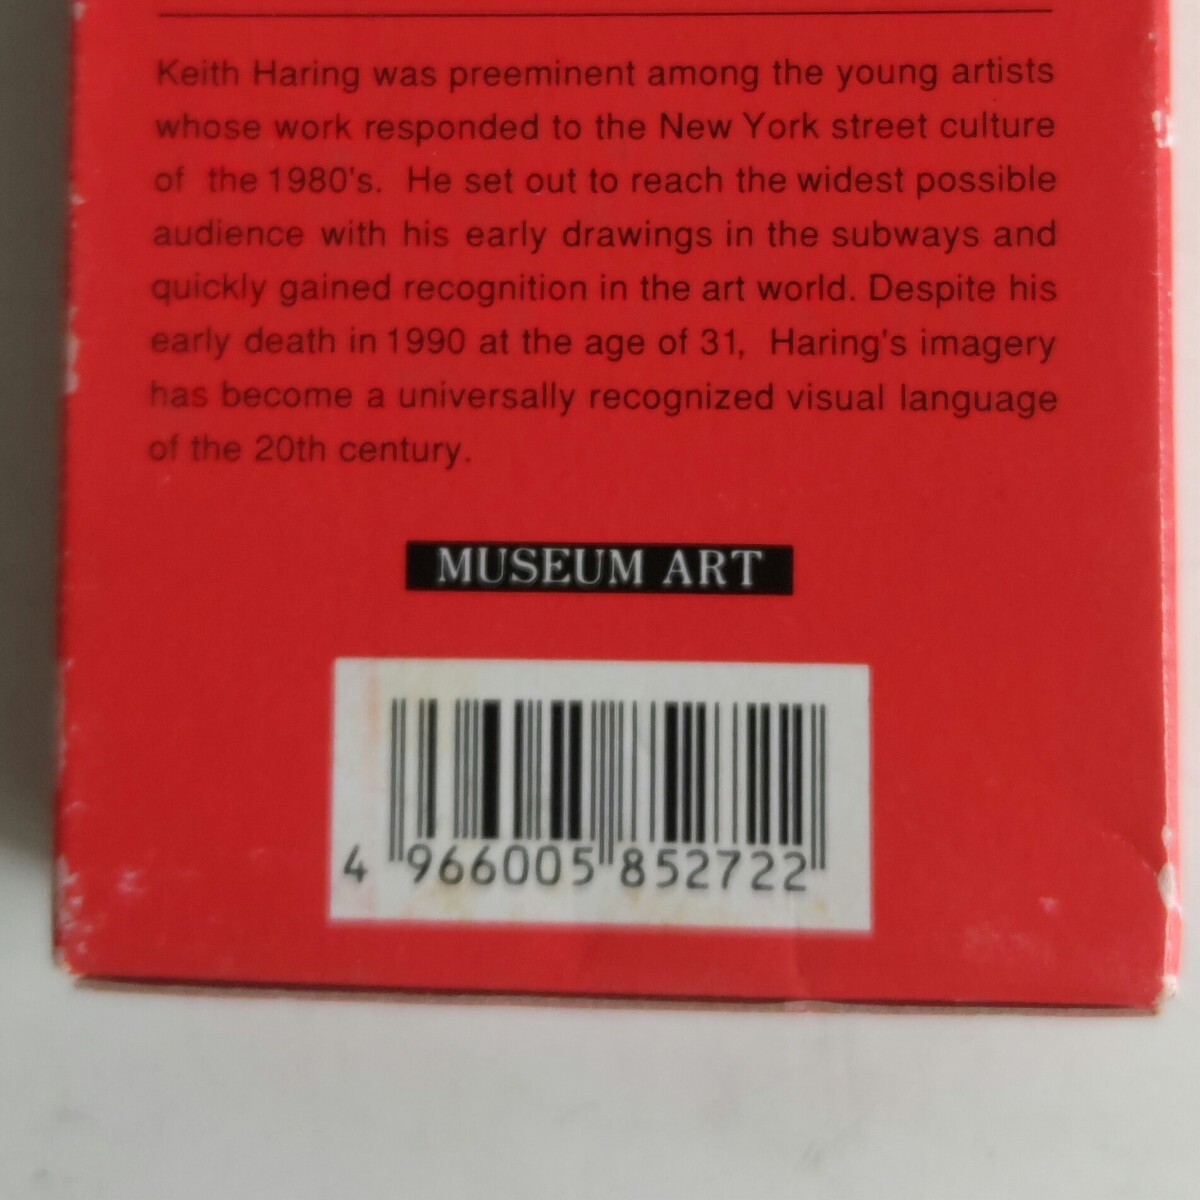 Keith Haring was preeminent among the young artists
whose work responded to the New York street culture
of the 1980's. He set out to reach the widest possible
audience with his early drawings in the subways and
quickly gained recognition in the art world. Despite his
early death in 1990 at the age of 31, Haring's imagery
has become a universally recognized visual language
of the 20th century.
MUSEUM ART
4 966005 852722